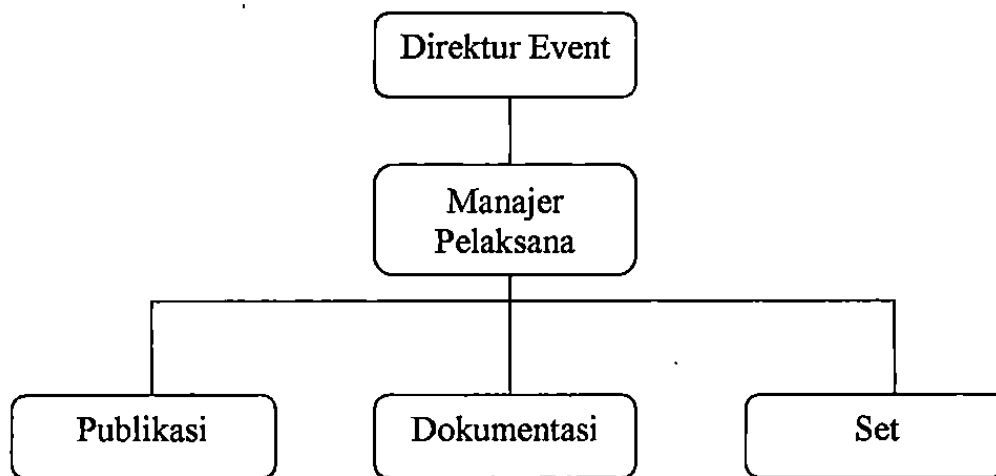 Direktur Event
Manajer
Pelaksana
Publikasi
Dokumentasi
Set